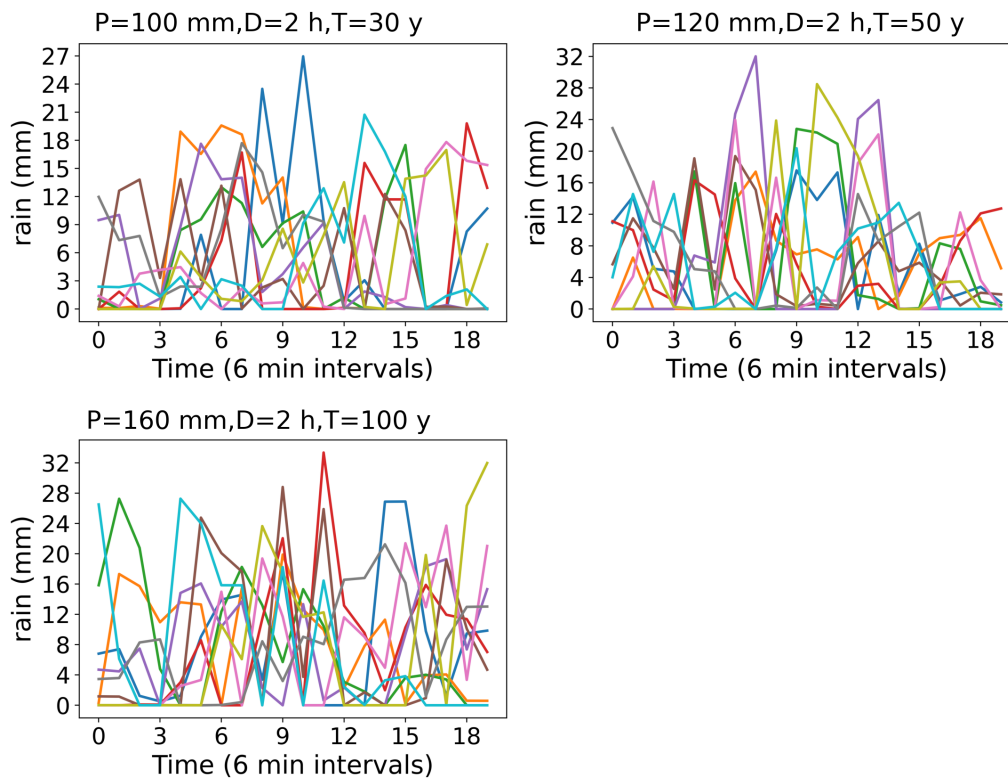 P=100 mm,D=2 h,T=30 y
27
24
21
18
15
12
9
6
3
0
rain (mm)
0 3 6 9 12 15 18
Time (6 min intervals)
P=120 mm,D=2 h,T=50 y
32
28
24
20
16
12
8
4
0
rain (mm)
0 3 6 9 12 15 18
Time (6 min intervals)
P=160 mm,D=2 h,T=100 y
32
28
24
20
16
12
8
4
0
rain (mm)
0 3 6 9 12 15 18
Time (6 min intervals)